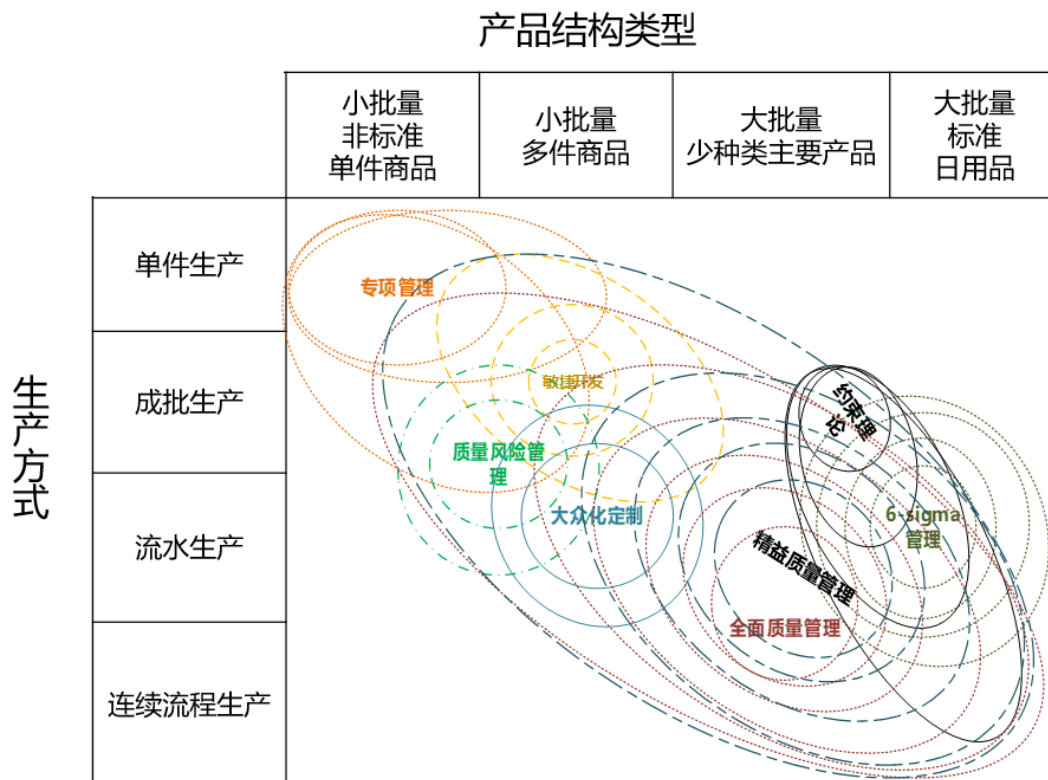 产品结构类型
小批量
非标准
单件商品
小批量
多件商品
大批量
少种类主要产品
大批量
标准
日用品
生产方式
单件生产
成批生产
流水生产
连续流程生产
专项管理
敏捷开发
质量风险管
理
大众化定制
约束理
论
6-sigma
管理
精益质量管理
全面质量管理